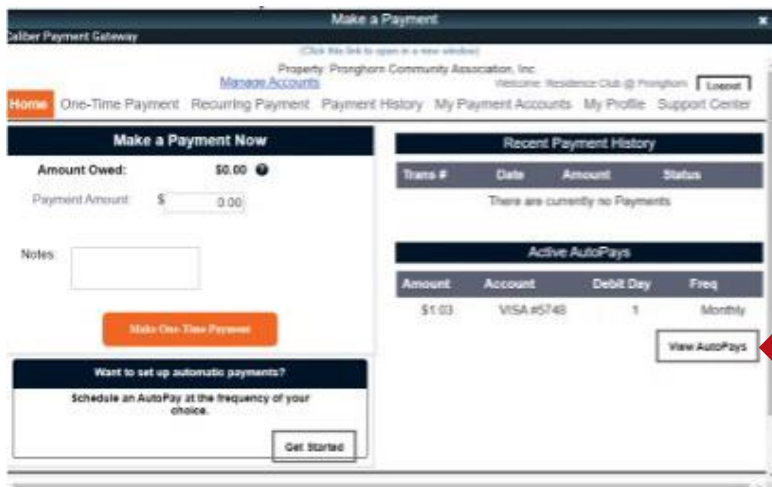 Make a Payment
Caliber Payment Gateway
(Click this link to open in a new window)
Property: Pronghorn Community Association, Inc
Manage Accounts
Welcome: Residence Club @ Pronghorn
Logout
Home One-Time Payment Recurring Payment Payment History My Payment Accounts My Profile Support Center
Make a Payment Now
Amount Owed: $0.00
Payment Amount: $ 0.00
Notes:
Make One-Time Payment
Want to set up automatic payments?
Schedule an AutoPay at the frequency of your
choice.
Get Started
Recent Payment History
Trans # Date Amount Status
There are currently no Payments
Active AutoPays
Amount Account Debit Day Freq
$1.03 VISA #5748 1 Monthly
View AutoPays